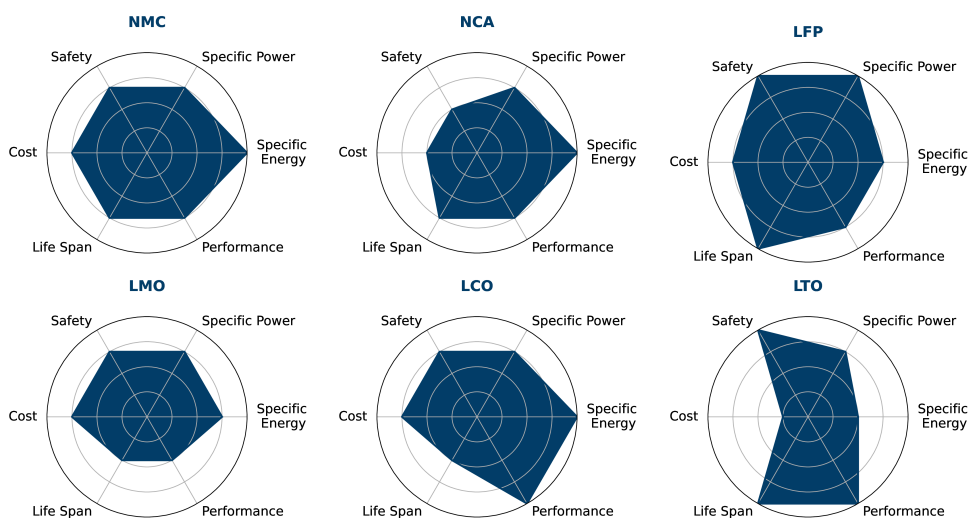 NMC
Safety
Specific Power
Cost
Specific
Energy
Life Span
Performance
NCA
Safety
Specific Power
Cost
Specific
Energy
Life Span
Performance
LFP
Safety
Specific Power
Cost
Specific
Energy
Life Span
Performance
LMO
Safety
Specific Power
Cost
Specific
Energy
Life Span
Performance
LCO
Safety
Specific Power
Cost
Specific
Energy
Life Span
Performance
LTO
Safety
Specific Power
Cost
Specific
Energy
Life Span
Performance